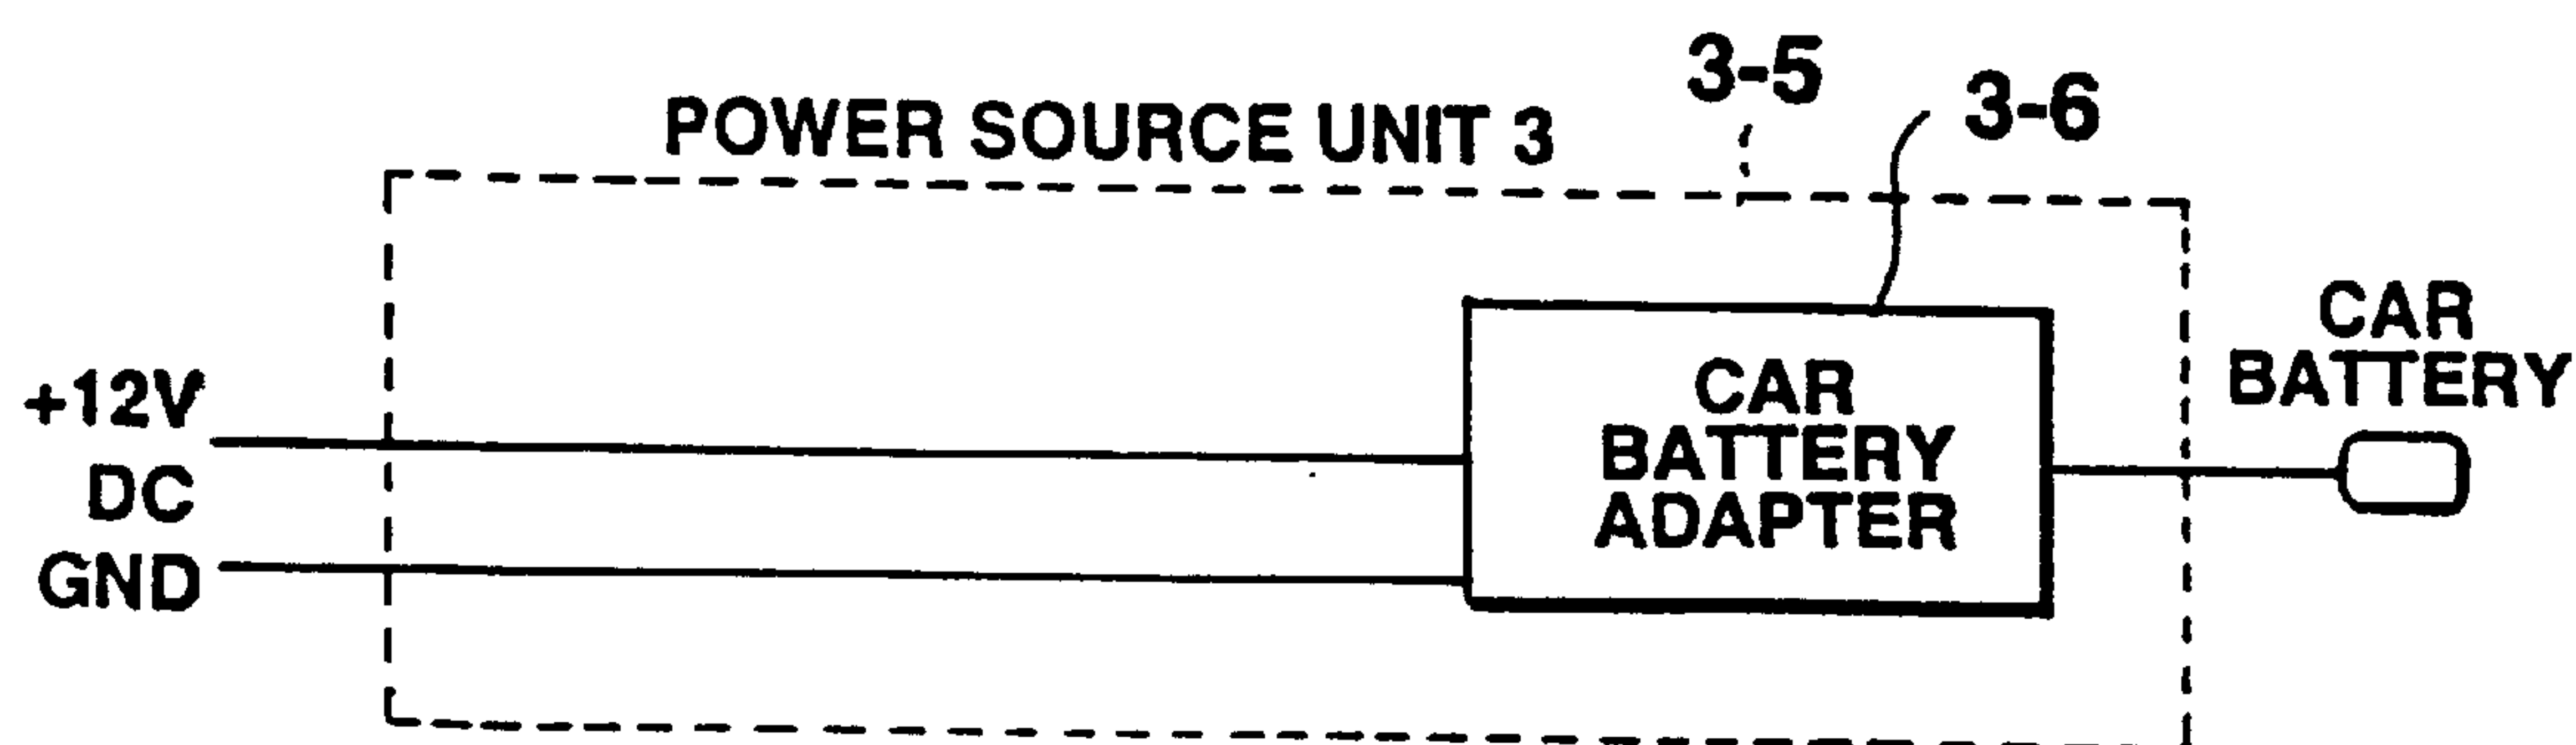 3-5
POWER SOURCE UNIT 3
3-6
+12V
DC
GND
CAR
BATTERY
ADAPTER
CAR
BATTERY